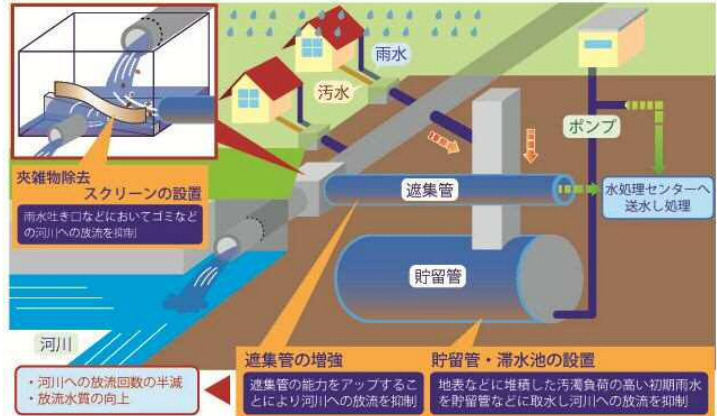 雨水
汚水
ポンプ
夾雑物除去
スクリーンの設置
雨水吐き口などにおいてゴミなど
の河川への放流を抑制
遮集管
水処理センターへ
送水し処理
貯留管
河川
・河川への放流回数の半減
・放流水質の向上
遮集管の増強
遮集管の能力をアップするこ
とにより河川への放流を抑制
貯留管・滞水池の設置
地表などに堆積した汚濁負荷の高い初期雨水
を貯留管などに取水し河川への放流を抑制